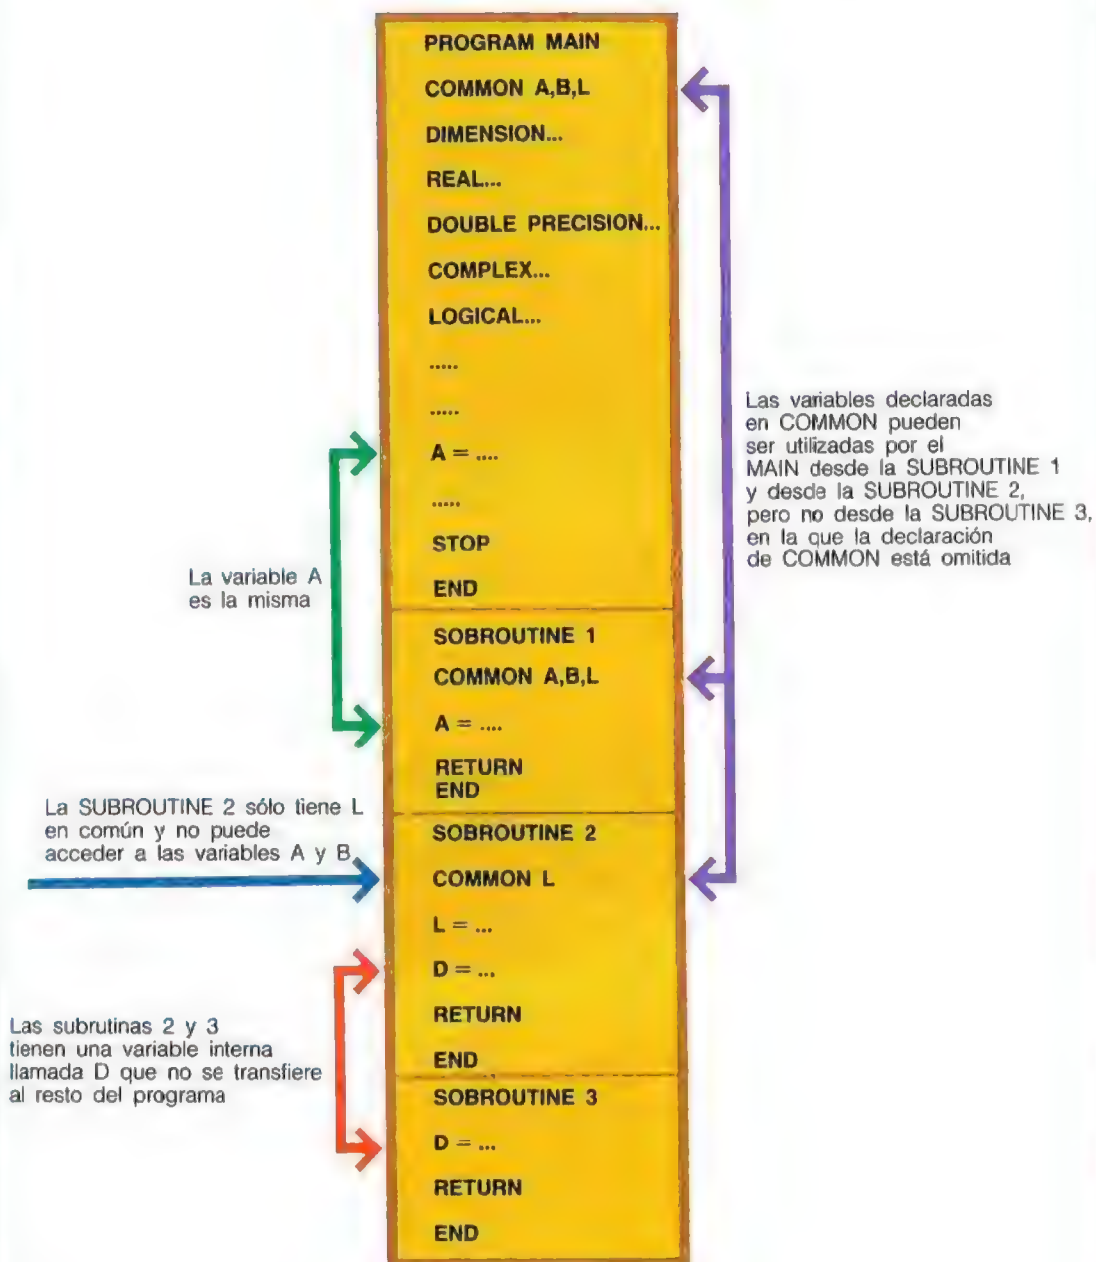 PROGRAM MAIN
COMMON A,B,L
DIMENSION...
REAL...
DOUBLE PRECISION...
COMPLEX...
LOGICAL...
.....
.....
A = ....
.....
STOP
END
SOBROUTINE 1
COMMON A,B,L
A = ....
RETURN
END
SOBROUTINE 2
COMMON L
L = ...
D = ...
RETURN
END
SOBROUTINE 3
D = ...
RETURN
END
Las variables declaradas
en COMMON pueden
ser utilizadas por el
MAIN desde la SUBROUTINE 1
y desde la SUBROUTINE 2,
pero no desde la SUBROUTINE 3,
en la que la declaración
de COMMON está omitida
La variable A
es la misma
La SUBROUTINE 2 sólo tiene L
en común y no puede
acceder a las variables A y B
Las subrutinas 2 y 3
tienen una variable interna
llamada D que no se transfiere
al resto del programa